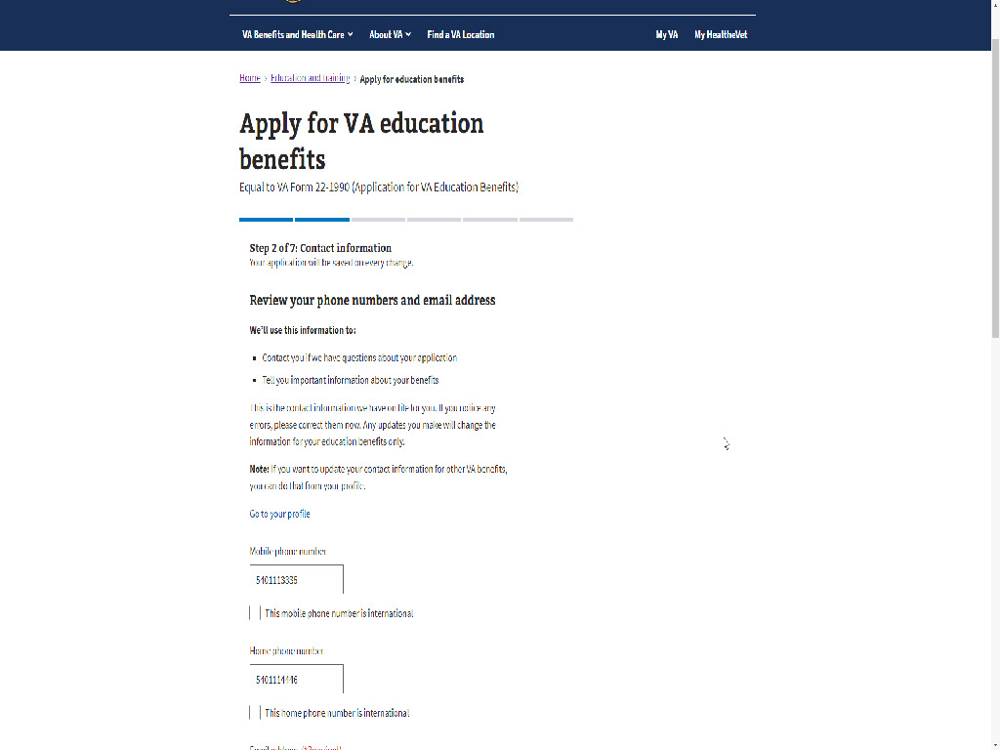 VA Benefits and Health Care About VA Find a VA Location My VA My HealtheVet
Home › Education and training › Apply for education benefits
Apply for VA education
benefits
Equal to VA Form 22-1990 (Application for VA Education Benefits)
Step 2 of 7: Contact information
Your application will be saved on every change.
Review your phone numbers and email address
We'll use this information to:
Contact you if we have questions about your application
Tell you important information about your benefits
This is the contact information we have on file for you. If you notice any
errors, please correct them now. Any updates you make will change the
information for your education benefits only.
Note: If you want to update your contact information for other VA benefits,
you can do that from your profile.
Go to your profile
Mobile phone number
5401113335
This mobile phone number is international
Home phone number
5401114446
This home phone number is international
Email address (*Required)